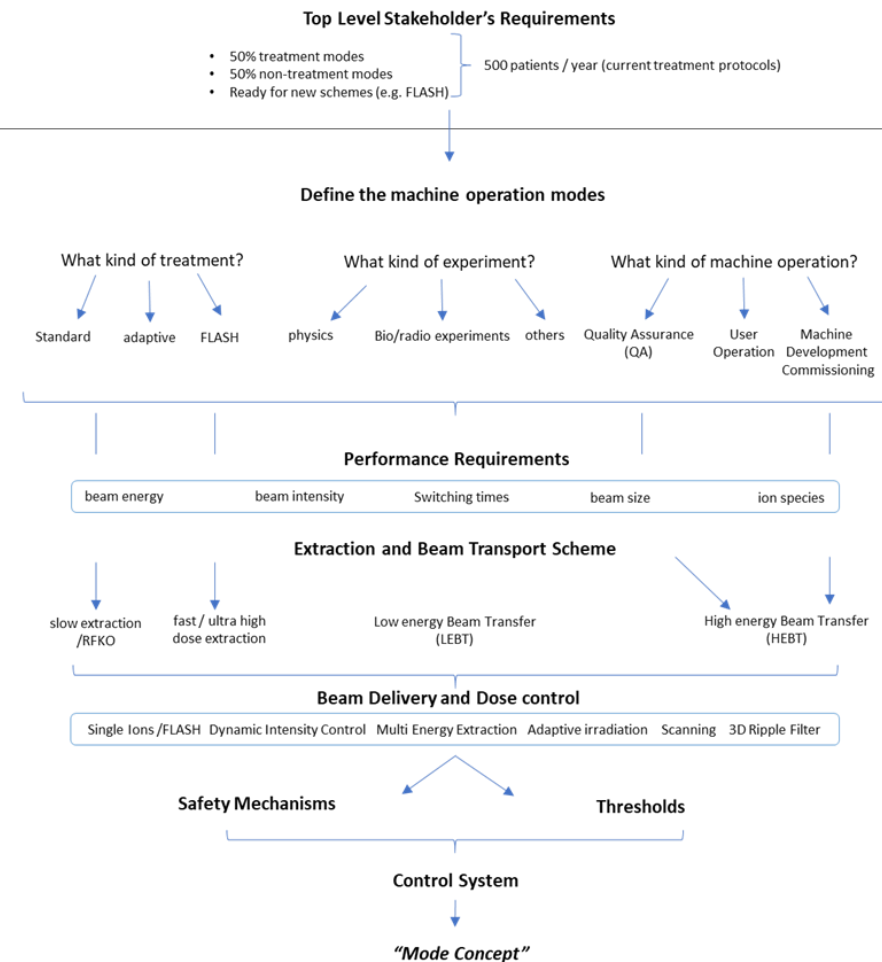 Top Level Stakeholder's Requirements
• 50% treatment modes
• 50% non-treatment modes
• Ready for new schemes (e.g. FLASH)
500 patients / year (current treatment protocols)
Define the machine operation modes
What kind of treatment?
What kind of experiment?
What kind of machine operation?
Standard
adaptive
FLASH
physics
Bio/radio experiments
others
Quality Assurance
(QA)
User
Operation
Machine
Development
Commissioning
Performance Requirements
beam energy
beam intensity
Switching times
beam size
ion species
Extraction and Beam Transport Scheme
slow extraction
/RFKO
fast / ultra high
dose extraction
Low energy Beam Transfer
(LEBT)
High energy Beam Transfer
(HEBT)
Beam Delivery and Dose control
Single Ions /FLASH
Dynamic Intensity Control
Multi Energy Extraction
Adaptive irradiation
Scanning
3D Ripple Filter
Safety Mechanisms
Thresholds
Control System
“Mode Concept”